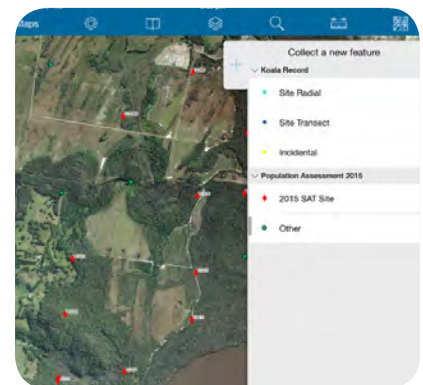 Maps
Collect a new feature
Koala Record
Site Radial
Site Transect
Incidental
Population Assessment 2015
2015 SAT Site
Other